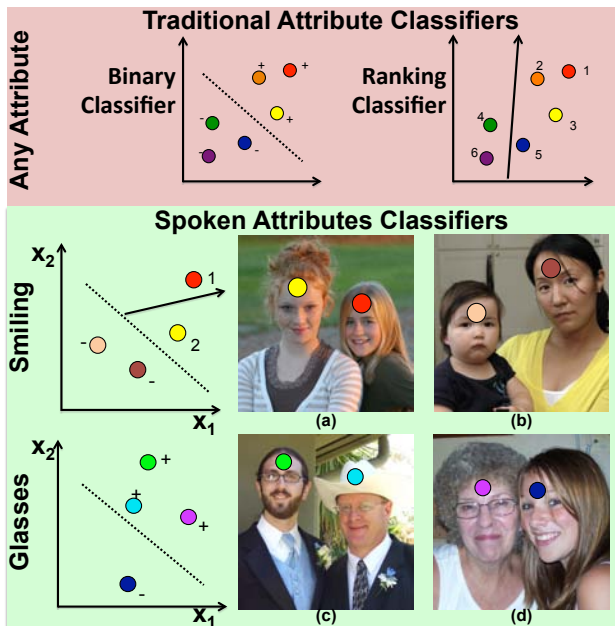 Traditional Attribute Classifiers
Any Attribute
Binary
Classifier
+
+
+
-
-
-
Ranking
Classifier
2
1
3
4
5
6
Spoken Attributes Classifiers
Smiling
x2
1
2
-
-
x1
(a)
(b)
Glasses
x2
+
+
+
-
x1
(c)
(d)